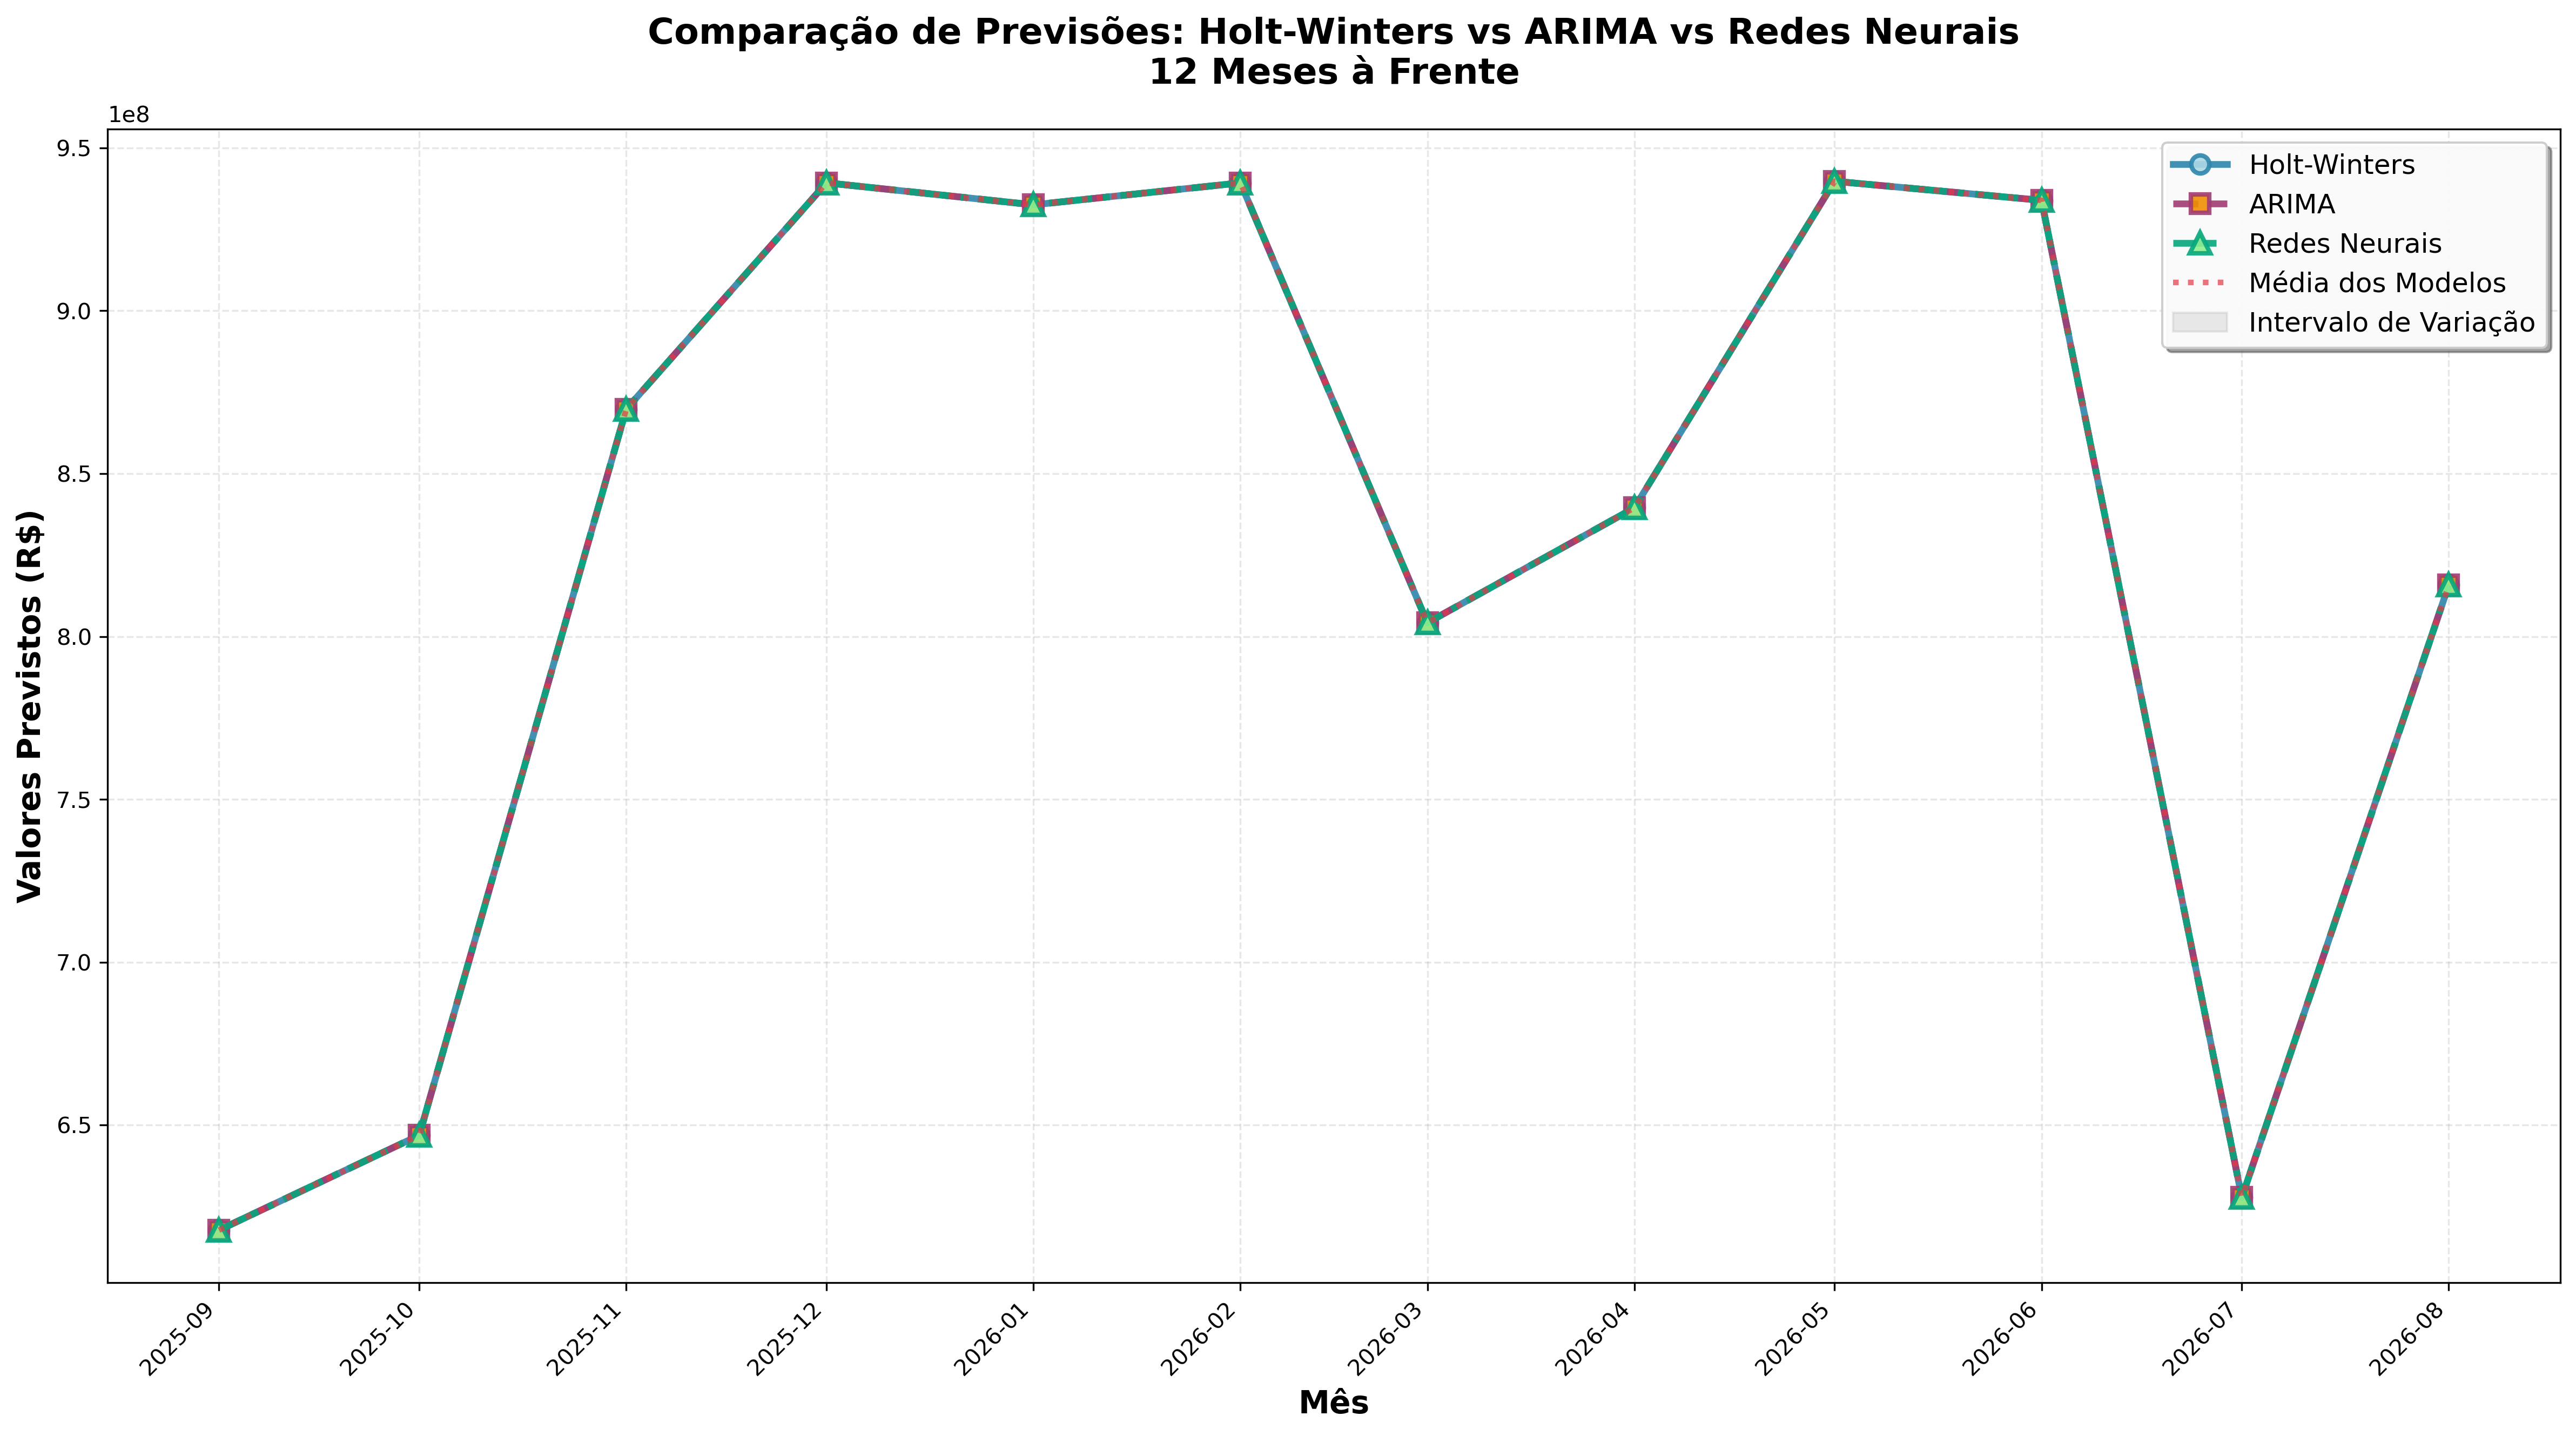 Comparação de Previsões: Holt-Winters vs ARIMA vs Redes Neurais
12 Meses à Frente
1e8
9.5
9.0
8.5
8.0
7.5
7.0
6.5
Valores Previstos (R$)
Holt-Winters
ARIMA
Redes Neurais
Média dos Modelos
Intervalo de Variação
2025-09
2025-10
2025-11
2025-12
2026-01
2026-02
2026-03
2026-04
2026-05
2026-06
2026-07
2026-08
Mês